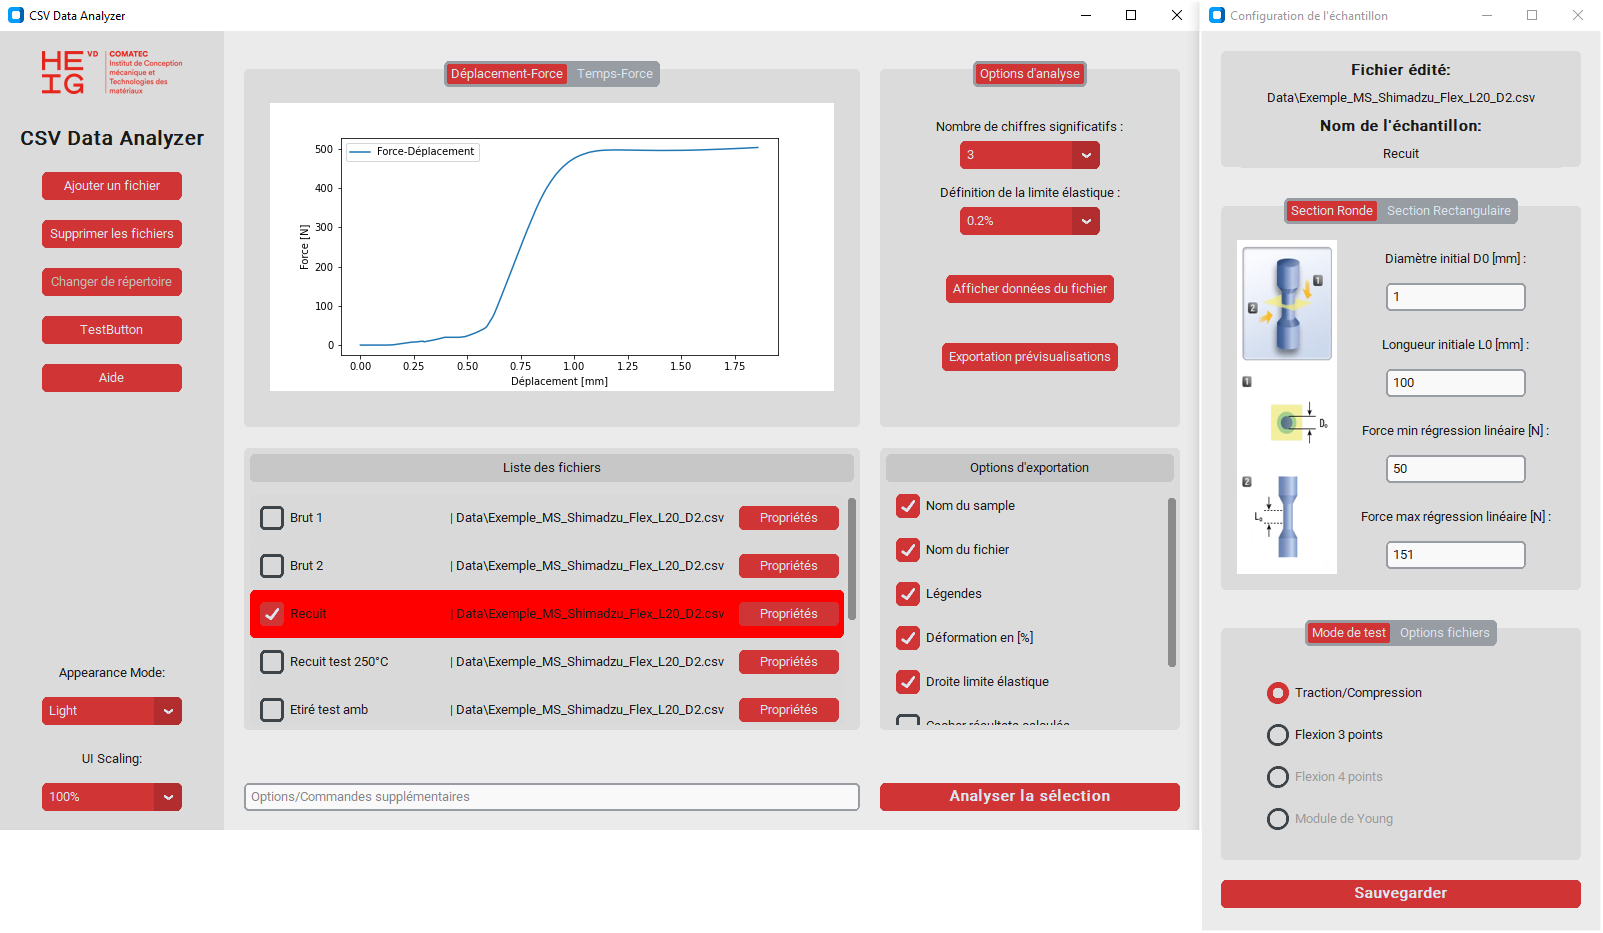 CSV Data Analyzer
HE VD
IG
COMATEC
Institut de Conception
mécanique et
Technologies des
matériaux
CSV Data Analyzer
Ajouter un fichier
Supprimer les fichiers
Changer de répertoire
TestButton
Aide
Appearance Mode:
Light
UI Scaling:
100%
Déplacement-Force Temps-Force
Force-Déplacement
Force [N]
500
400
300
200
100
0
0.00 0.25 0.50 0.75 1.00 1.25 1.50 1.75
Déplacement [mm]
Options d'analyse
Nombre de chiffres significatifs :
3
Définition de la limite élastique :
0.2%
Afficher données du fichier
Exportation prévisualisations
Liste des fichiers
Brut 1 | Data\Exemple_MS_Shimadzu_Flex_L20_D2.csv Propriétés
Brut 2 | Data\Exemple_MS_Shimadzu_Flex_L20_D2.csv Propriétés
Recuit | Data\Exemple_MS_Shimadzu_Flex_L20_D2.csv Propriétés
Recuit test 250°C | Data\Exemple_MS_Shimadzu_Flex_L20_D2.csv Propriétés
Etiré test amb | Data\Exemple_MS_Shimadzu_Flex_L20_D2.csv Propriétés
Options d'exportation
Nom du sample
Nom du fichier
Légendes
Déformation en [%]
Droite limite élastique
Cacher résultats calculés
Options/Commandes supplémentaires
Analyser la sélection
Configuration de l'échantillon
Fichier édité:
Data\Exemple_MS_Shimadzu_Flex_L20_D2.csv
Nom de l'échantillon:
Recuit
Section Ronde Section Rectangulaire
1
2
1
D₀
2
L₀
Diamètre initial D0 [mm] :
1
Longueur initiale L0 [mm] :
100
Force min régression linéaire [N] :
50
Force max régression linéaire [N] :
151
Mode de test Options fichiers
Traction/Compression
Flexion 3 points
Flexion 4 points
Module de Young
Sauvegarder